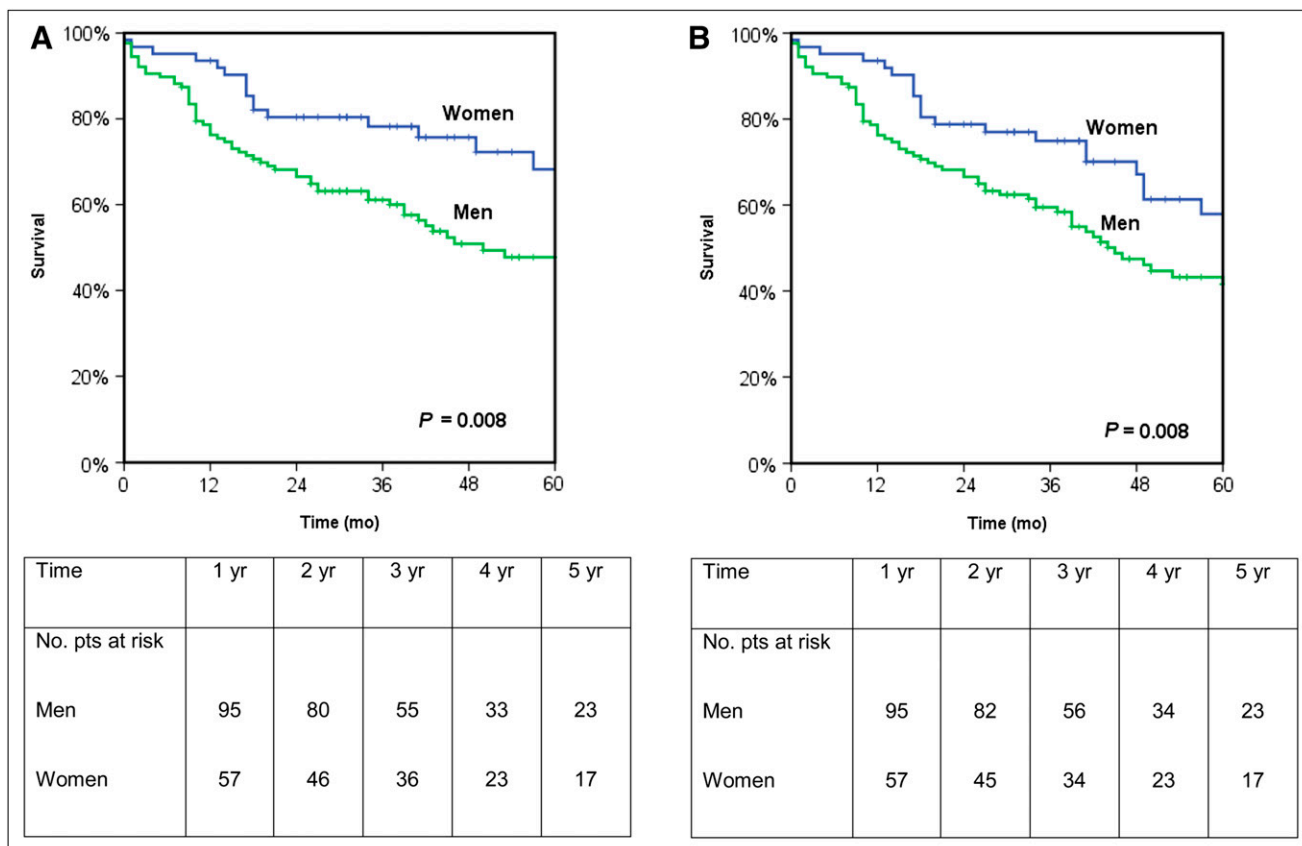 A
100%
80%
60%
40%
20%
0%
Survival
Women
Men
P = 0.008
0 12 24 36 48 60
Time (mo)
Time 1 yr 2 yr 3 yr 4 yr 5 yr
No. pts at risk
Men 95 80 55 33 23
Women 57 46 36 23 17
B
100%
80%
60%
40%
20%
0%
Survival
Women
Men
P = 0.008
0 12 24 36 48 60
Time (mo)
Time 1 yr 2 yr 3 yr 4 yr 5 yr
No. pts at risk
Men 95 82 56 34 23
Women 57 45 34 23 17